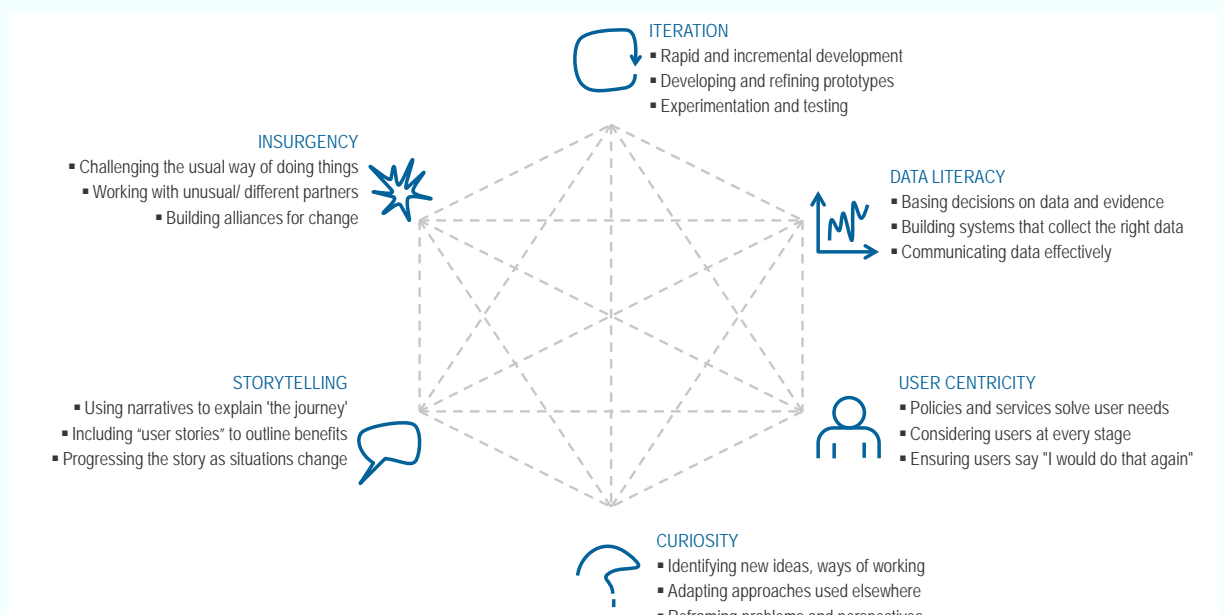 ITERATION
▪ Rapid and incremental development
▪ Developing and refining prototypes
▪ Experimentation and testing
INSURGENCY
▪ Challenging the usual way of doing things
▪ Working with unusual/ different partners
▪ Building alliances for change
DATA LITERACY
▪ Basing decisions on data and evidence
▪ Building systems that collect the right data
▪ Communicating data effectively
STORYTELLING
▪ Using narratives to explain 'the journey'
▪ Including “user stories” to outline benefits
▪ Progressing the story as situations change
USER CENTRICITY
▪ Policies and services solve user needs
▪ Considering users at every stage
▪ Ensuring users say "I would do that again"
CURIOSITY
▪ Identifying new ideas, ways of working
▪ Adapting approaches used elsewhere
▪ Reframing problems and perspectives